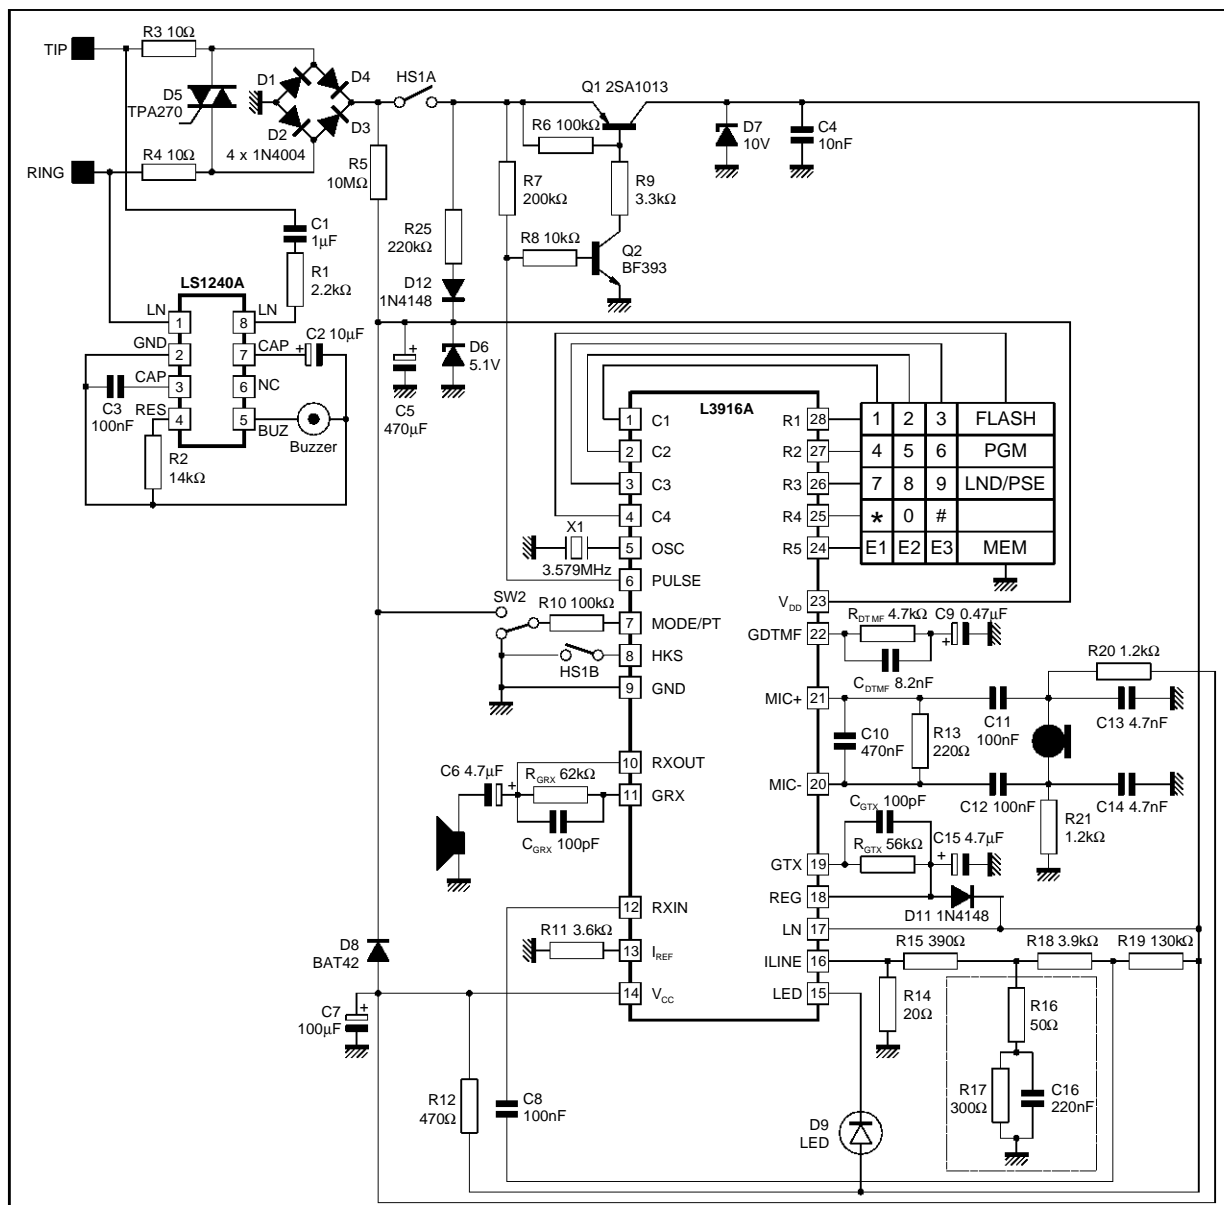 TIP
R3 10Ω
D5
TPA270
D1
D4
D2
D3
4 x 1N4004
HS1A
Q1 2SA1013
R6 100kΩ
D7
10V
C4
10nF
RING
R4 10Ω
R5
10MΩ
R7
200kΩ
R9
3.3kΩ
R8 10kΩ
Q2
BF393
R25
220kΩ
D12
1N4148
C1
1µF
R1
2.2kΩ
LS1240A
LN
1
8
LN
GND
2
7
CAP
C2 10µF
+
CAP
3
6
NC
C3
100nF
RES
4
5
BUZ
Buzzer
R2
14kΩ
+
C5
470µF
D6
5.1V
L3916A
1
C1
R1
28
2
C2
R2
27
3
C3
R3
26
4
C4
R4
25
5
OSC
R5
24
6
PULSE
VDD
23
7
MODE/PT
GDTMF
22
8
HKS
9
GND
MIC+
21
10
RXOUT
MIC-
20
11
GRX
GTX
19
REG
18
12
RXIN
LN
17
13
IREF
ILINE
16
14
VCC
LED
15
1 2 3 FLASH
4 5 6 PGM
7 8 9 LND/PSE
* 0 #
E1 E2 E3 MEM
X1
3.579MHz
SW2
R10 100kΩ
HS1B
RDTMF 4.7kΩ
C9 0.47µF
+
CDTMF 8.2nF
R20 1.2kΩ
C10
470nF
R13
220Ω
C11
100nF
C13 4.7nF
C12 100nF
C14 4.7nF
R21
1.2kΩ
C6 4.7µF
+
RGRX 62kΩ
CGRX 100pF
CGTX 100pF
RGTX 56kΩ
C15 4.7µF
+
D11 1N4148
R11 3.6kΩ
R15 390Ω
R18 3.9kΩ
R19 130kΩ
D8
BAT42
C7
100µF
+
R14
20Ω
R16
50Ω
R17
300Ω
C16
220nF
R12
470Ω
C8
100nF
D9
LED